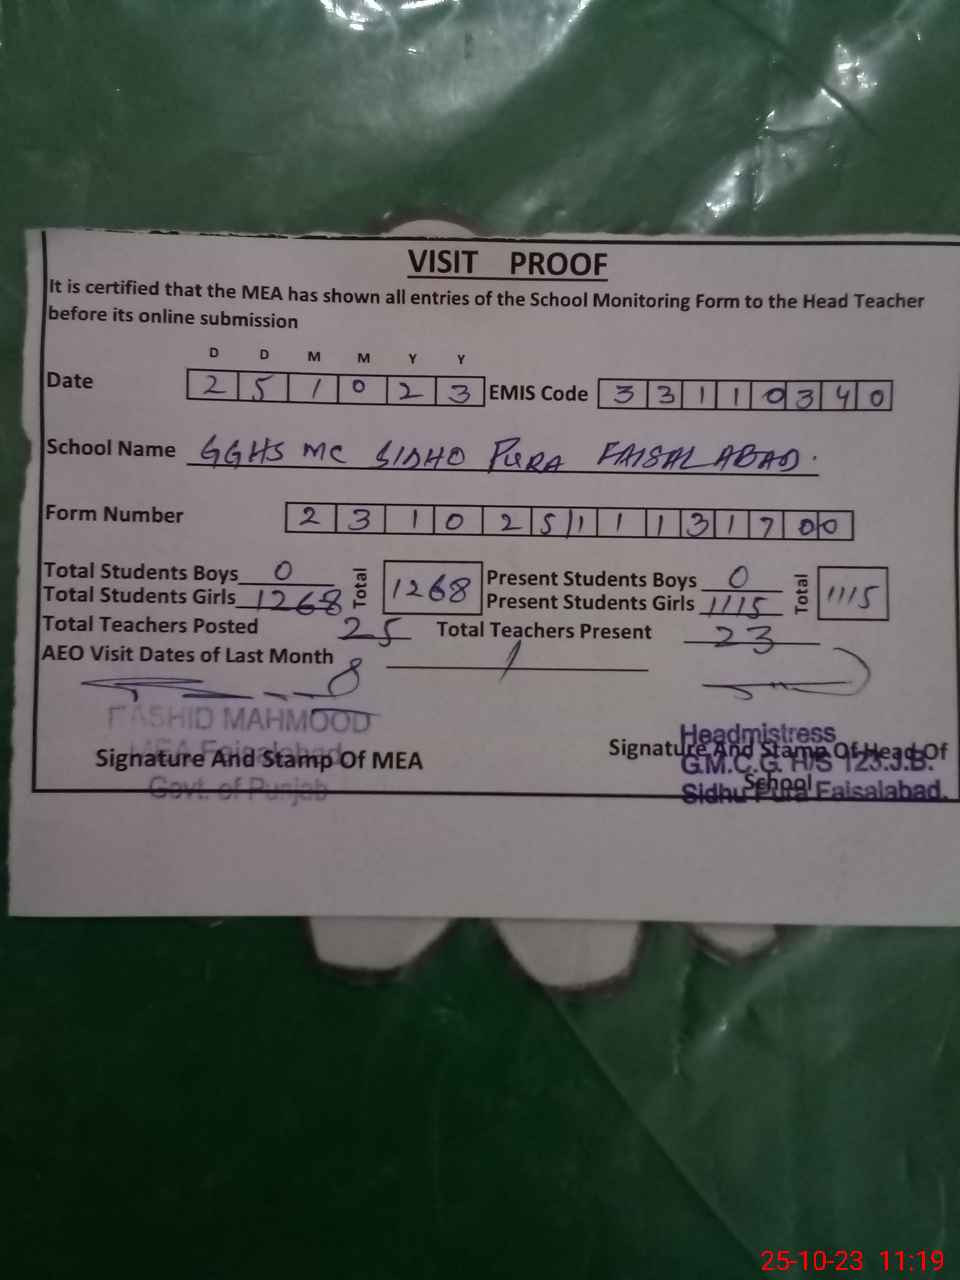 VISIT PROOF
It is certified that the MEA has shown all entries of the School Monitoring Form to the Head Teacher
before its online submission
D D M M Y Y
Date 2 5 1 0 2 3 EMIS Code 3 3 1 1 0 3 4 0
School Name GGHS MC SIDHO PURA FAISALABAD.
Form Number 2 3 1 0 2 5 1 1 1 3 1 7 0 0
Total Students Boys 0 Total 1268 Present Students Boys 0 Total 1115
Total Students Girls 1268 Present Students Girls 1115
Total Teachers Posted 25 Total Teachers Present 23
AEO Visit Dates of Last Month
RASHID MAHMOOD
MEA Faisalabad
Govt. of Punjab
Signature And Stamp Of MEA
Headmistress
G.M.C.G.H/S 123.J.B.
Sidhu Pura Faisalabad.
Signature And Stamp Of Head Of
School
25-10-23 11:19